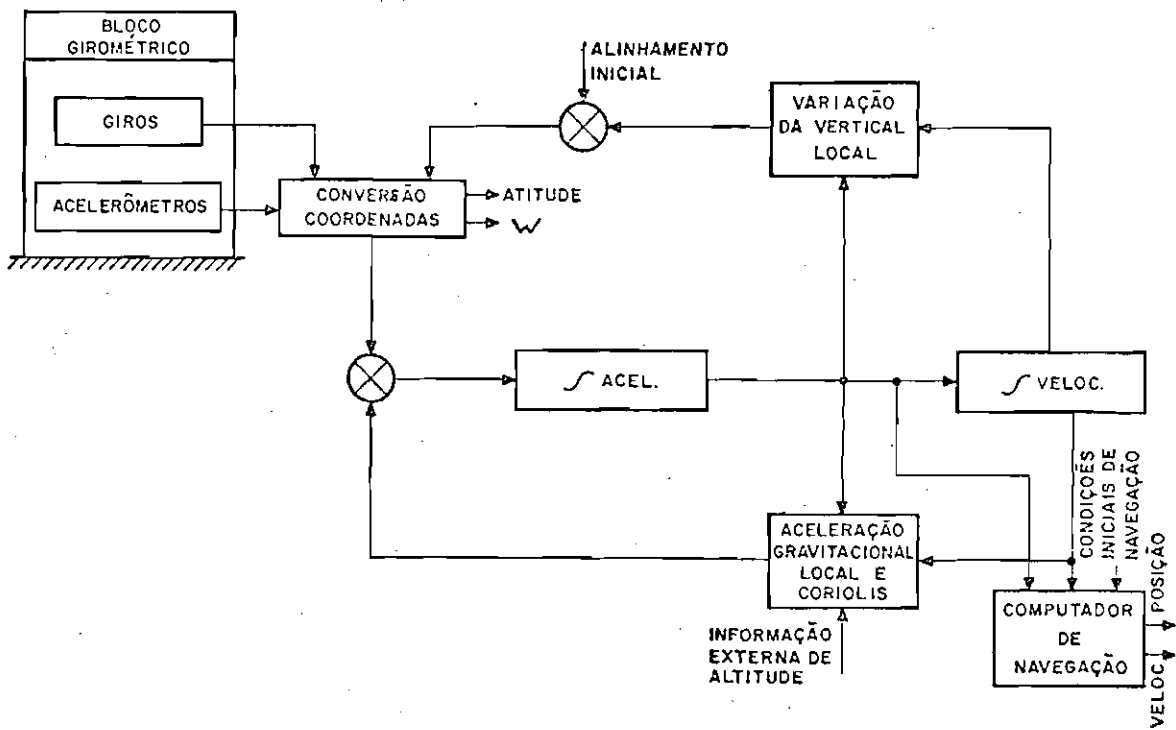 BLOCO
GIROMÉTRICO
GIROS
ACELERÔMETROS
ALINHAMENTO
INICIAL
VARIAÇÃO
DA VERTICAL
LOCAL
CONVERSÃO
COORDENADAS
ATITUDE
W
∫ ACEL.
∫ VELOC.
CONDIÇÕES
INICIAIS DE
NAVEGAÇÃO
ACELERAÇÃO
GRAVITACIONAL
LOCAL E
CORIOLIS
INFORMAÇÃO
EXTERNA DE
ALTITUDE
COMPUTADOR
DE
NAVEGAÇÃO
POSIÇÃO
VELOC